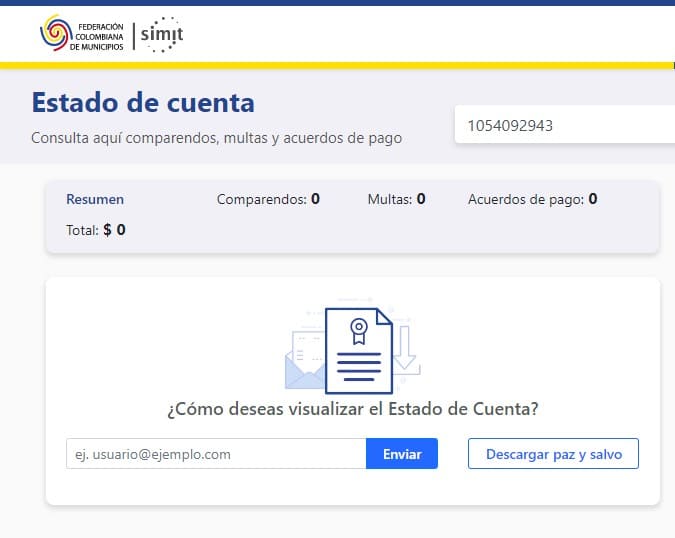 FEDERACIÓN
COLOMBIANA
DE MUNICIPIOS
simit
Estado de cuenta
Consulta aquí comparendos, multas y acuerdos de pago
1054092943
Resumen Comparendos: 0 Multas: 0 Acuerdos de pago: 0
Total: $ 0
¿Cómo deseas visualizar el Estado de Cuenta?
ej. usuario@ejemplo.com Enviar Descargar paz y salvo